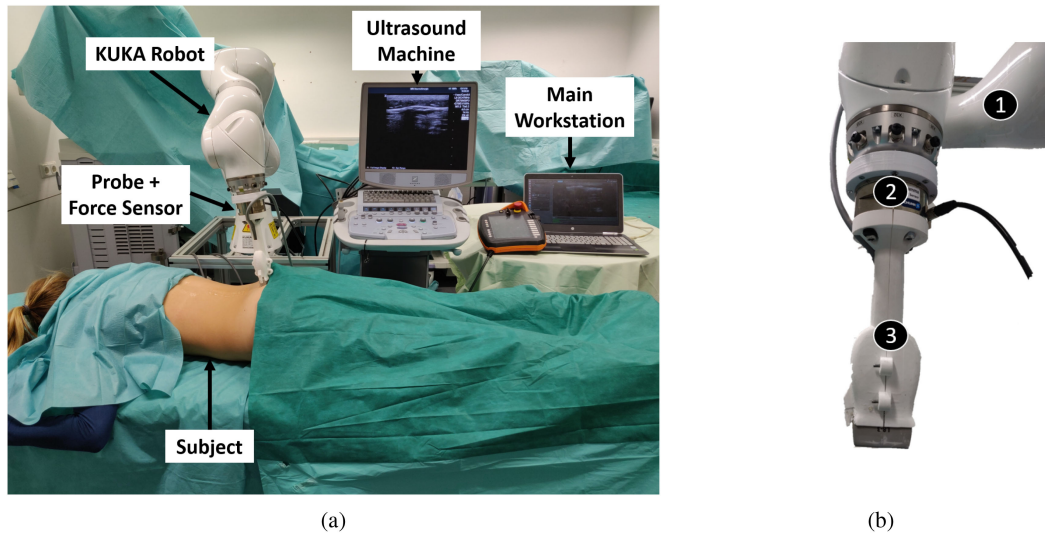 KUKA Robot
Ultrasound
Machine
Main
Workstation
Probe +
Force Sensor
Subject
1
2
3
(a)
(b)